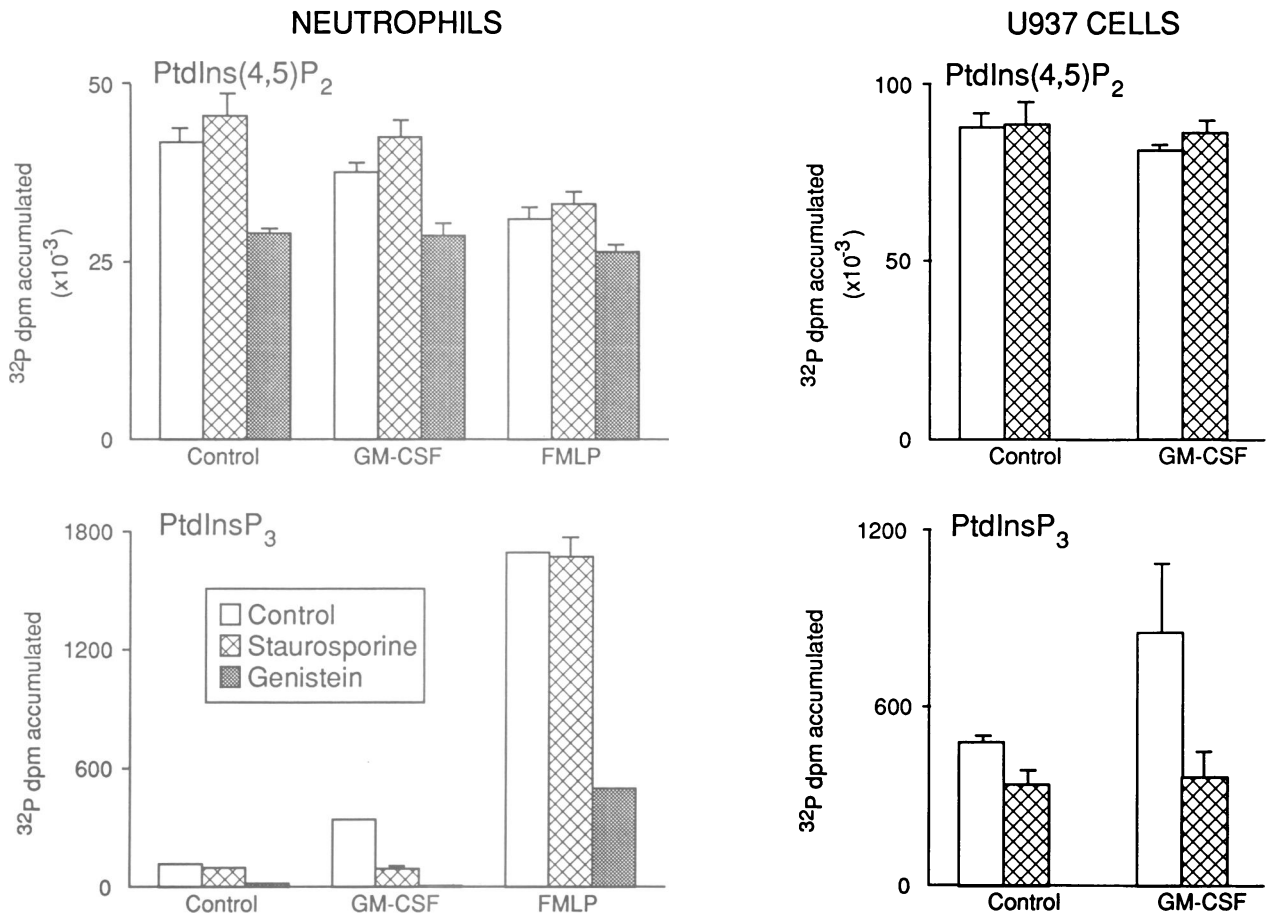 NEUTROPHILS
PtdIns(4,5)P2
50
25
0
32P dpm accumulated
(x10-3)
Control GM-CSF FMLP
U937 CELLS
PtdIns(4,5)P2
100
50
0
32P dpm accumulated
(x10-3)
Control GM-CSF
PtdInsP3
1800
1200
600
0
32P dpm accumulated
Control
Staurosporine
Genistein
Control GM-CSF FMLP
PtdInsP3
1200
600
0
32P dpm accumulated
Control GM-CSF